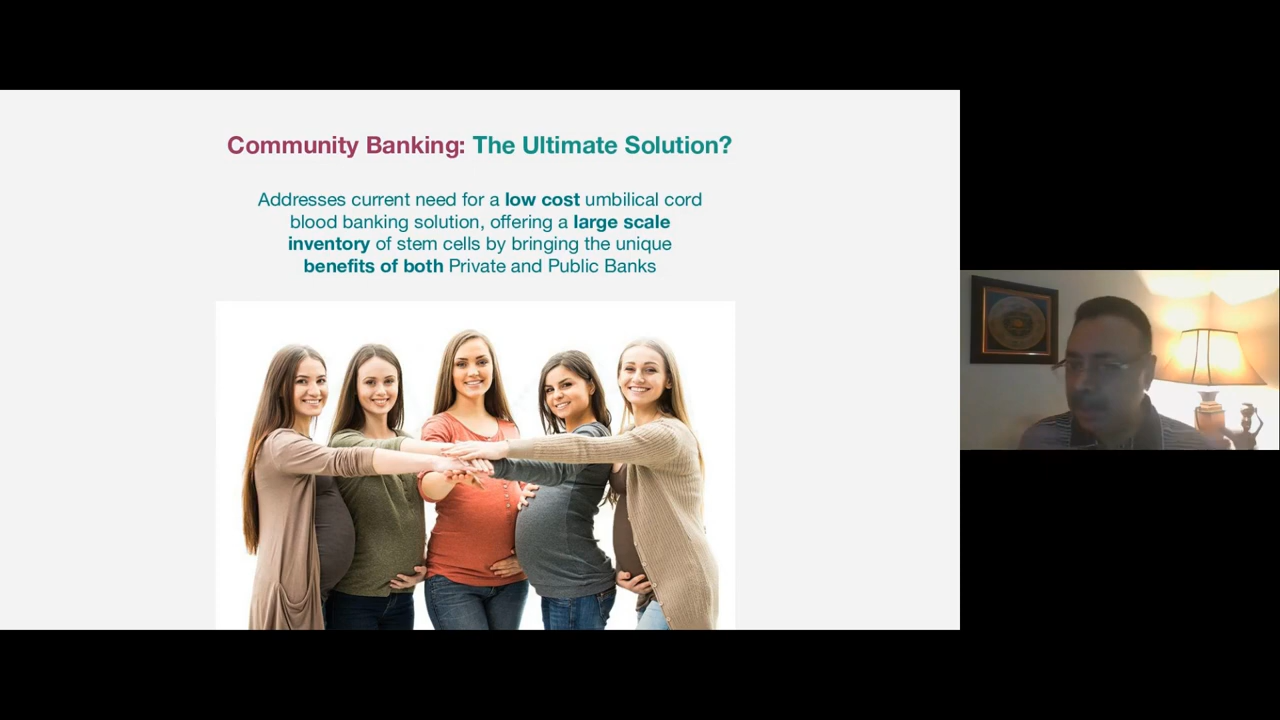 Community Banking: The Ultimate Solution?
Addresses current need for a low cost umbilical cord
blood banking solution, offering a large scale
inventory of stem cells by bringing the unique
benefits of both Private and Public Banks